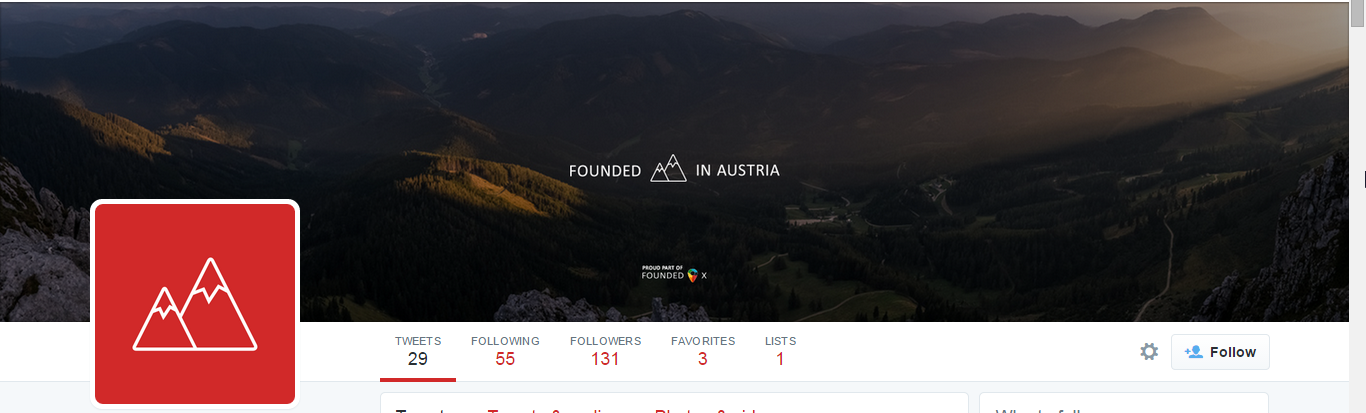 FOUNDED IN AUSTRIA
PROUD PART OF
FOUNDED X
TWEETS FOLLOWING FOLLOWERS FAVORITES LISTS
29 55 131 3 1
Follow